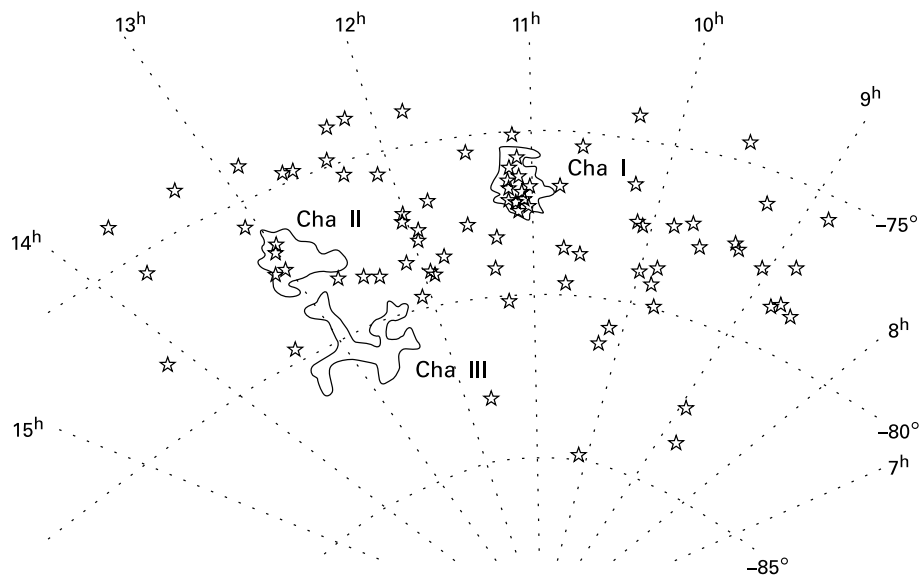 13ʰ
12ʰ
11ʰ
10ʰ
9ʰ
Cha I
Cha II
−75°
14ʰ
8ʰ
Cha III
15ʰ
−80°
7ʰ
−85°